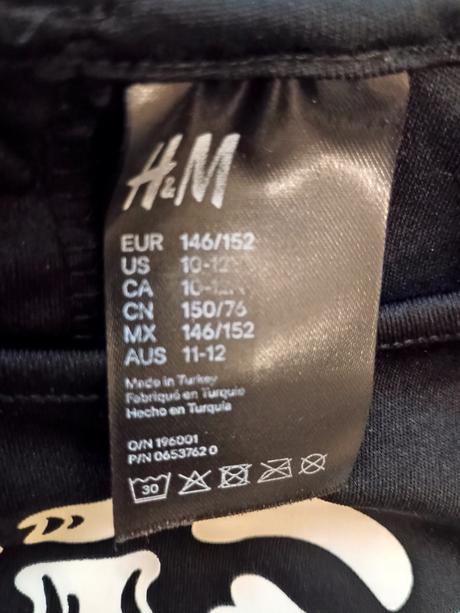 H&M
EUR 146/152
US 10-12Y
CA 10-12Y
CN 150/76
MX 146/152
AUS 11-12
Made in Turkey
Fabriqué en Turquie
Hecho en Turquía
O/N 196001
P/N 0653762 0
30